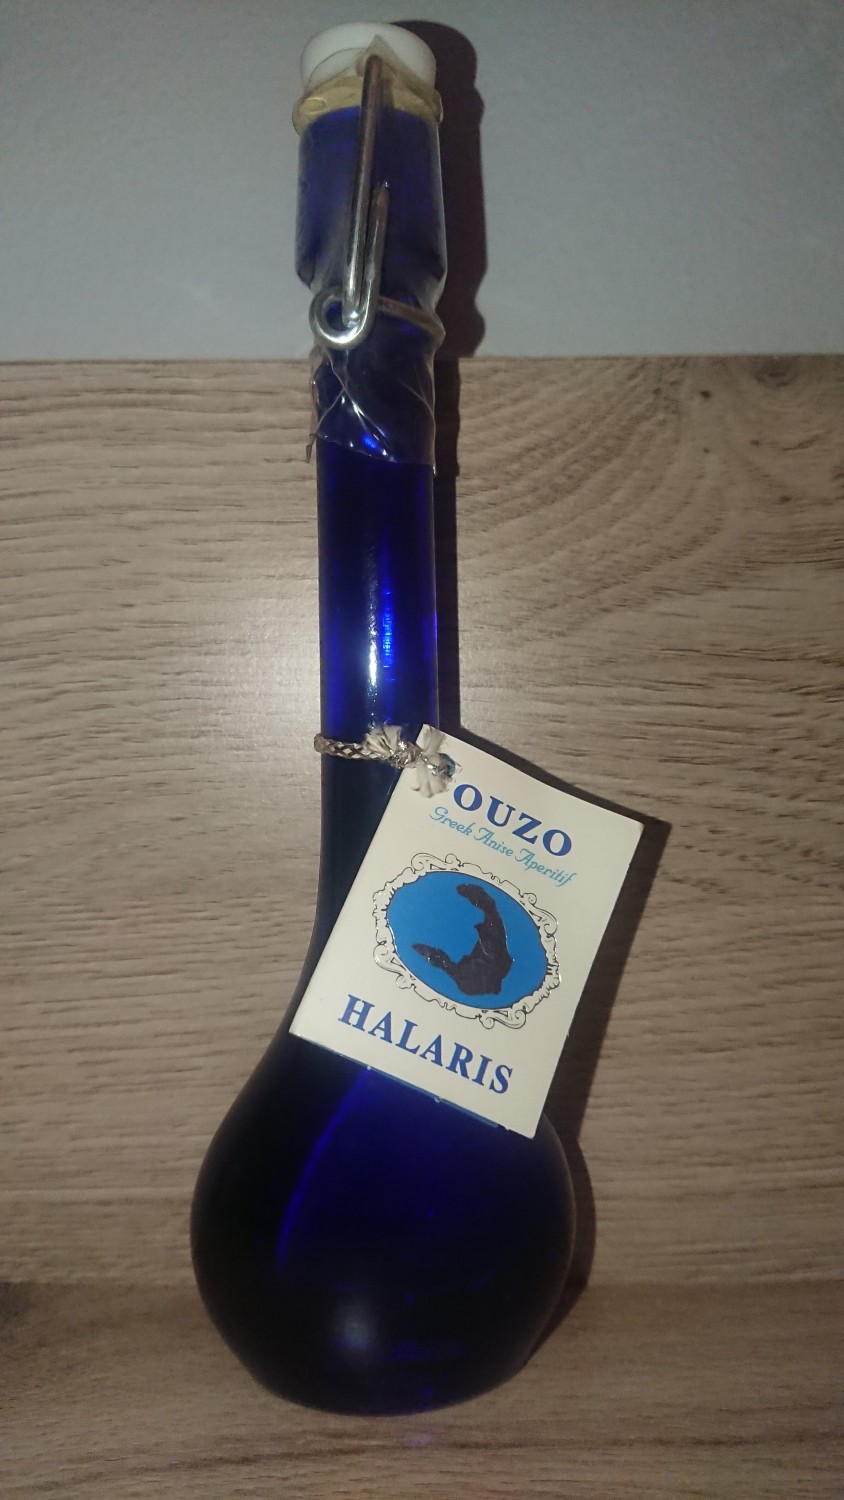 OUZO
Greek Anise Aperitif
HALARIS